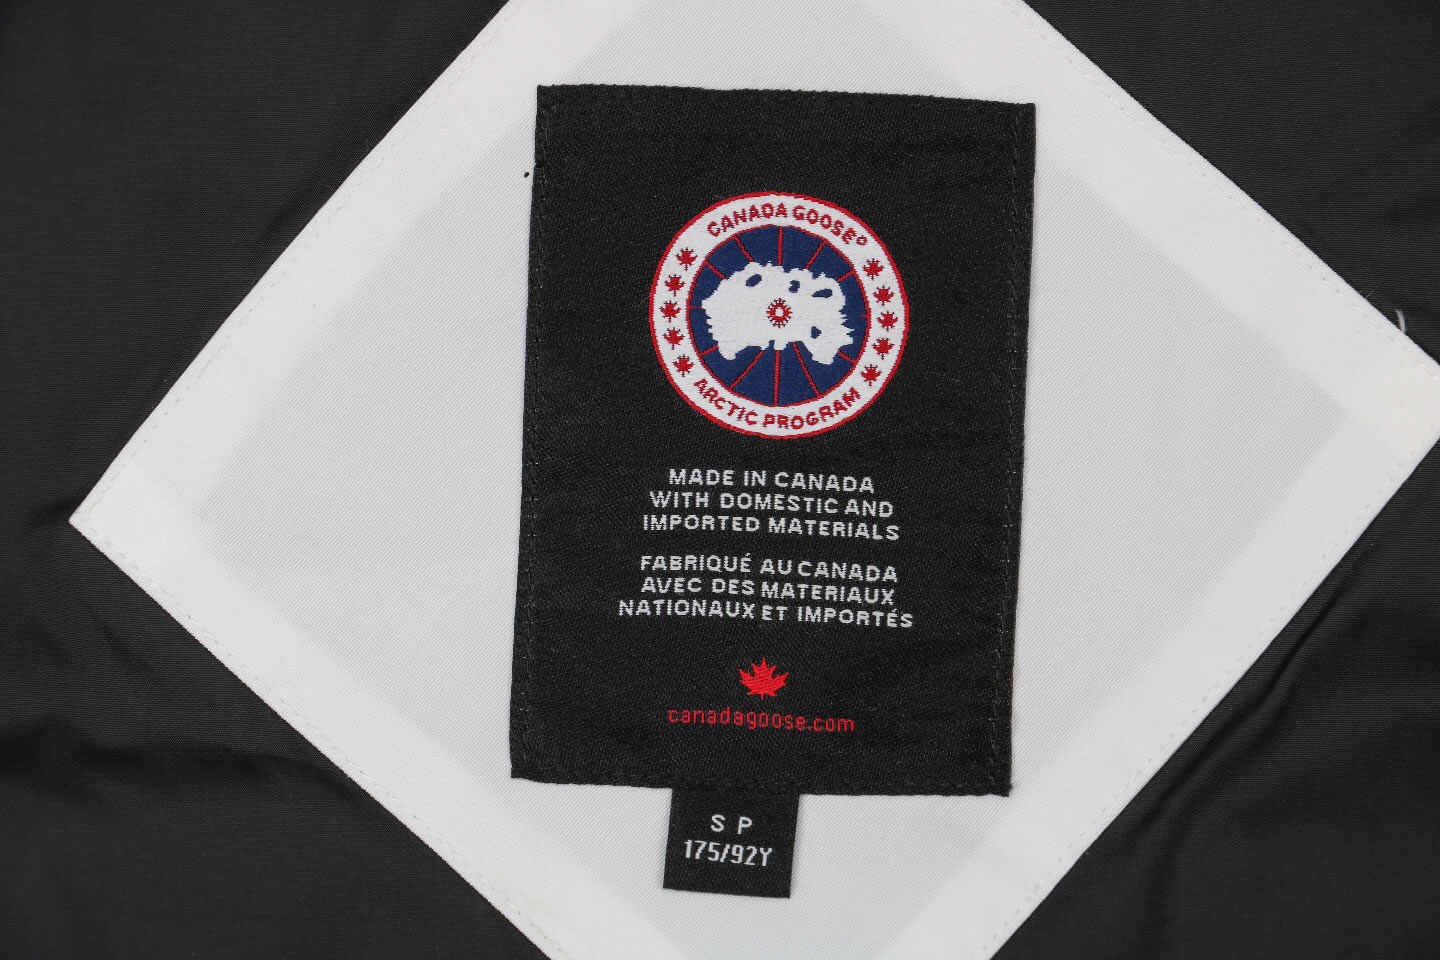 CANADA GOOSE®
ARCTIC PROGRAM
MADE IN CANADA
WITH DOMESTIC AND
IMPORTED MATERIALS
FABRIQUÉ AU CANADA
AVEC DES MATERIAUX
NATIONAUX ET IMPORTÉS
canadagoose.com
S P
175/92Y